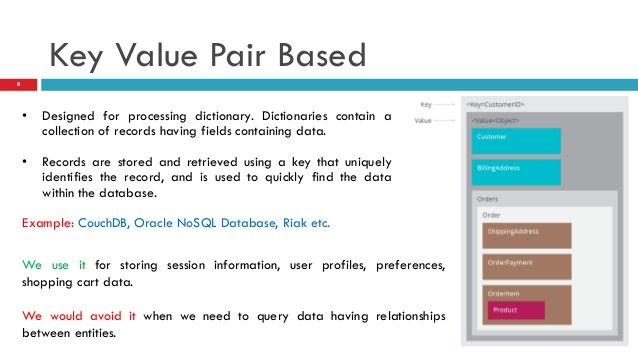 Key Value Pair Based
8
• Designed for processing dictionary. Dictionaries contain a
collection of records having fields containing data.
• Records are stored and retrieved using a key that uniquely
identifies the record, and is used to quickly find the data
within the database.
Example: CouchDB, Oracle NoSQL Database, Riak etc.
We use it for storing session information, user profiles, preferences,
shopping cart data.
We would avoid it when we need to query data having relationships
between entities.
Key
<Key=CustomerID>
Value
<Value=Object>
Customer
BillingAddress
Orders
Order
ShippingAddress
OrderPayment
OrderItem
Product